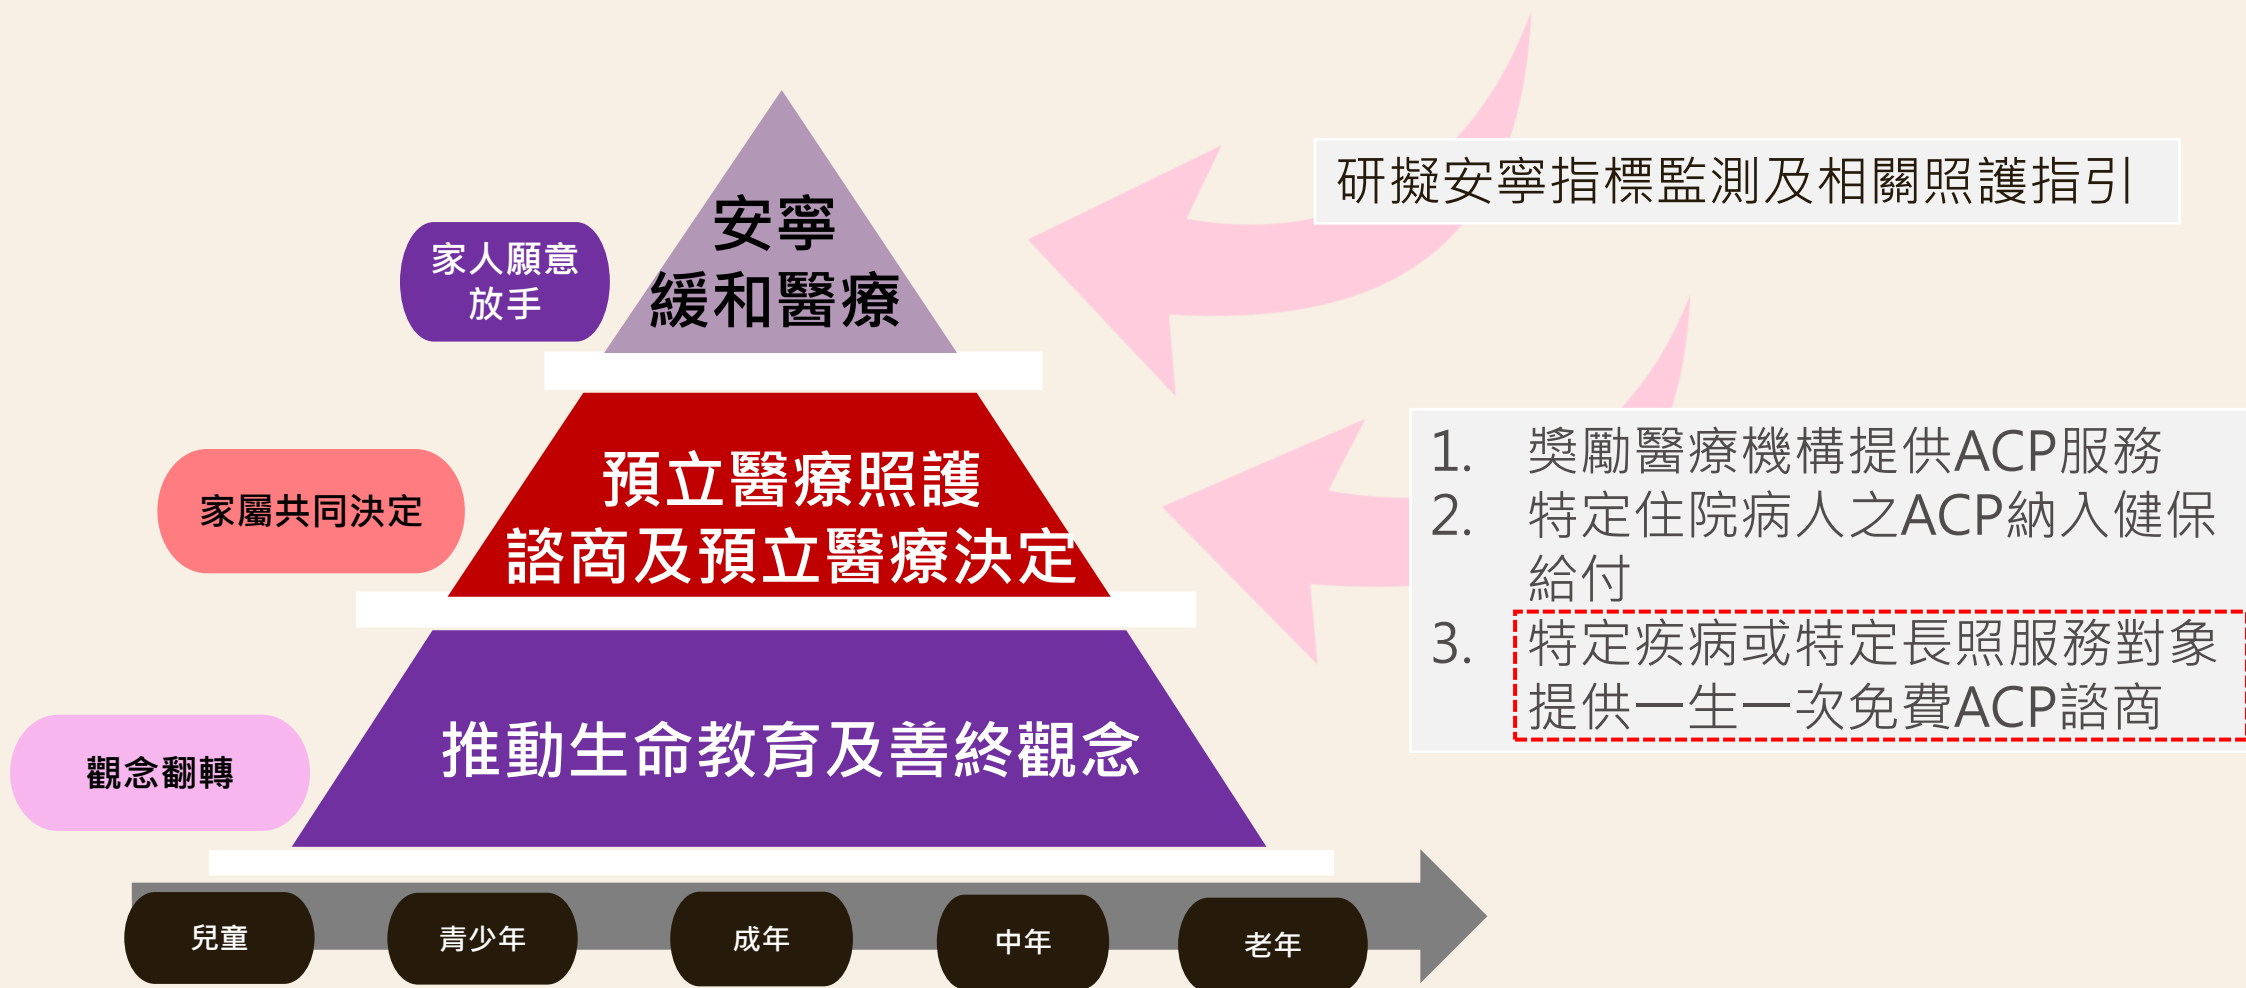 研擬安寧指標監測及相關照護指引
安寧
緩和醫療
家人願意
放手
1. 獎勵醫療機構提供ACP服務
2. 特定住院病人之ACP納入健保
給付
3. 特定疾病或特定長照服務對象
提供一生一次免費ACP諮商
預立醫療照護
諮商及預立醫療決定
家屬共同決定
推動生命教育及善終觀念
觀念翻轉
兒童
青少年
成年
中年
老年